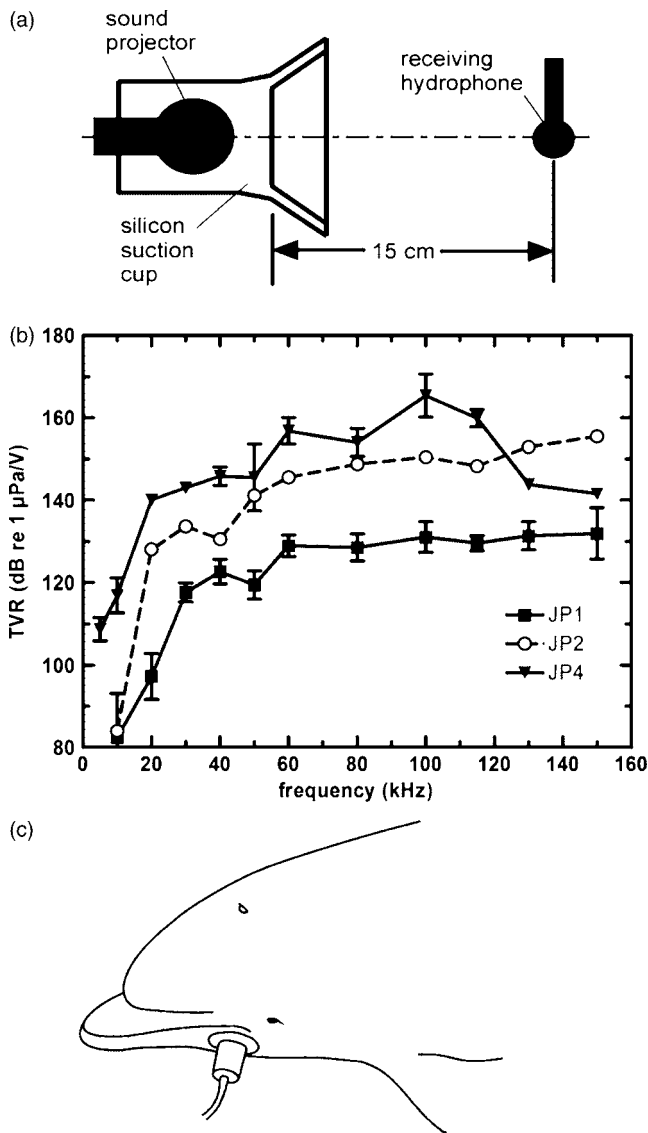 (a)
sound
projector
receiving
hydrophone
silicon
suction
cup
15 cm
(b)
180
160
140
120
100
80
TVR (dB re 1 μPa/V)
JP1
JP2
JP4
0 20 40 60 80 100 120 140 160
frequency (kHz)
(c)